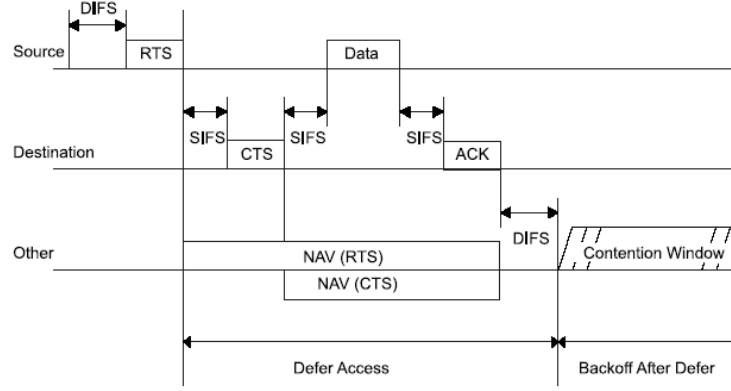 DIFS
Source
RTS
Data
SIFS
SIFS
SIFS
Destination
CTS
ACK
DIFS
Other
NAV (RTS)
Contention Window
NAV (CTS)
Defer Access
Backoff After Defer